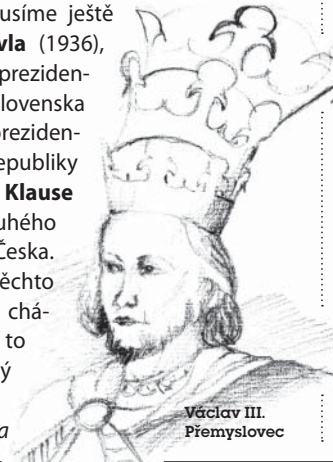 usíme ještě
vla (1936),
preziden-
lovenska
preziden-
epubliky
Klause
uhého
Česka.
ěchto
chá-
to
ý
a
Václav III.
Přemyslovec